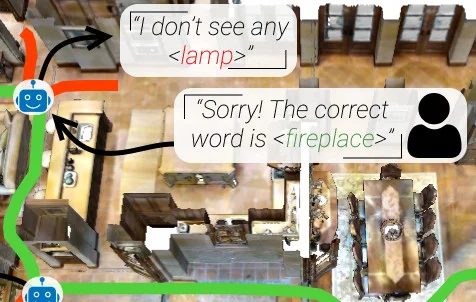 “I don’t see any
<lamp>”
“Sorry! The correct
word is <fireplace>”